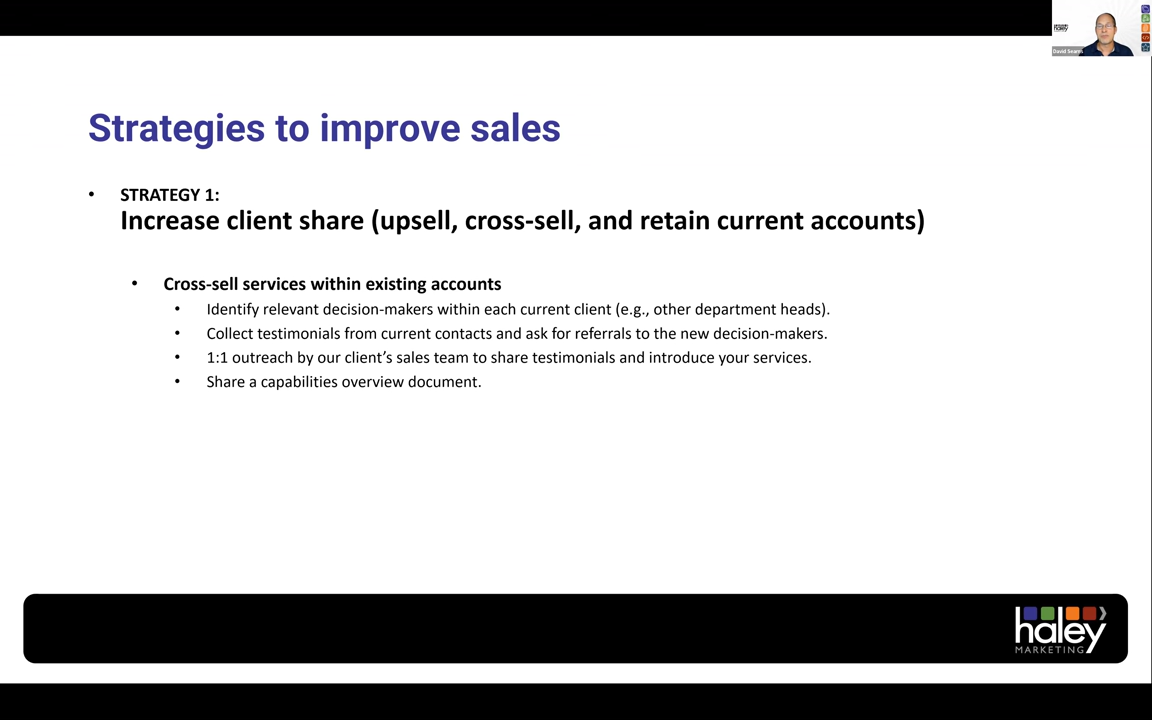 haley
David Searns
Strategies to improve sales
• STRATEGY 1:
Increase client share (upsell, cross-sell, and retain current accounts)
• Cross-sell services within existing accounts
• Identify relevant decision-makers within each current client (e.g., other department heads).
• Collect testimonials from current contacts and ask for referrals to the new decision-makers.
• 1:1 outreach by our client’s sales team to share testimonials and introduce your services.
• Share a capabilities overview document.
haley
MARKETING